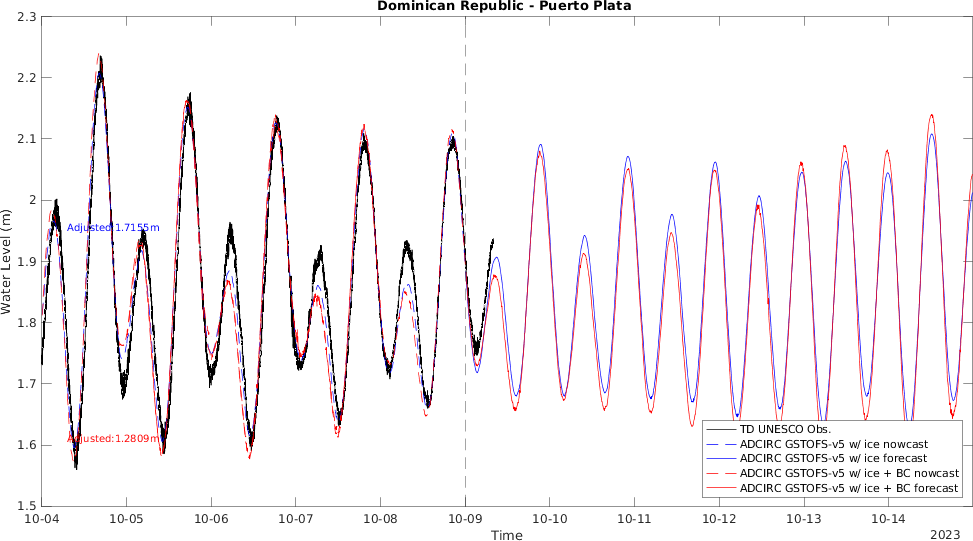 Dominican Republic - Puerto Plata
Water Level (m)
2.3
2.2
2.1
2
1.9
1.8
1.7
1.6
1.5
Adjusted:1.7155m
Adjusted:1.2809m
TD UNESCO Obs.
ADCIRC GSTOFS-v5 w/ ice nowcast
ADCIRC GSTOFS-v5 w/ ice forecast
ADCIRC GSTOFS-v5 w/ ice + BC nowcast
ADCIRC GSTOFS-v5 w/ ice + BC forecast
10-04 10-05 10-06 10-07 10-08 10-09 10-10 10-11 10-12 10-13 10-14
Time
2023